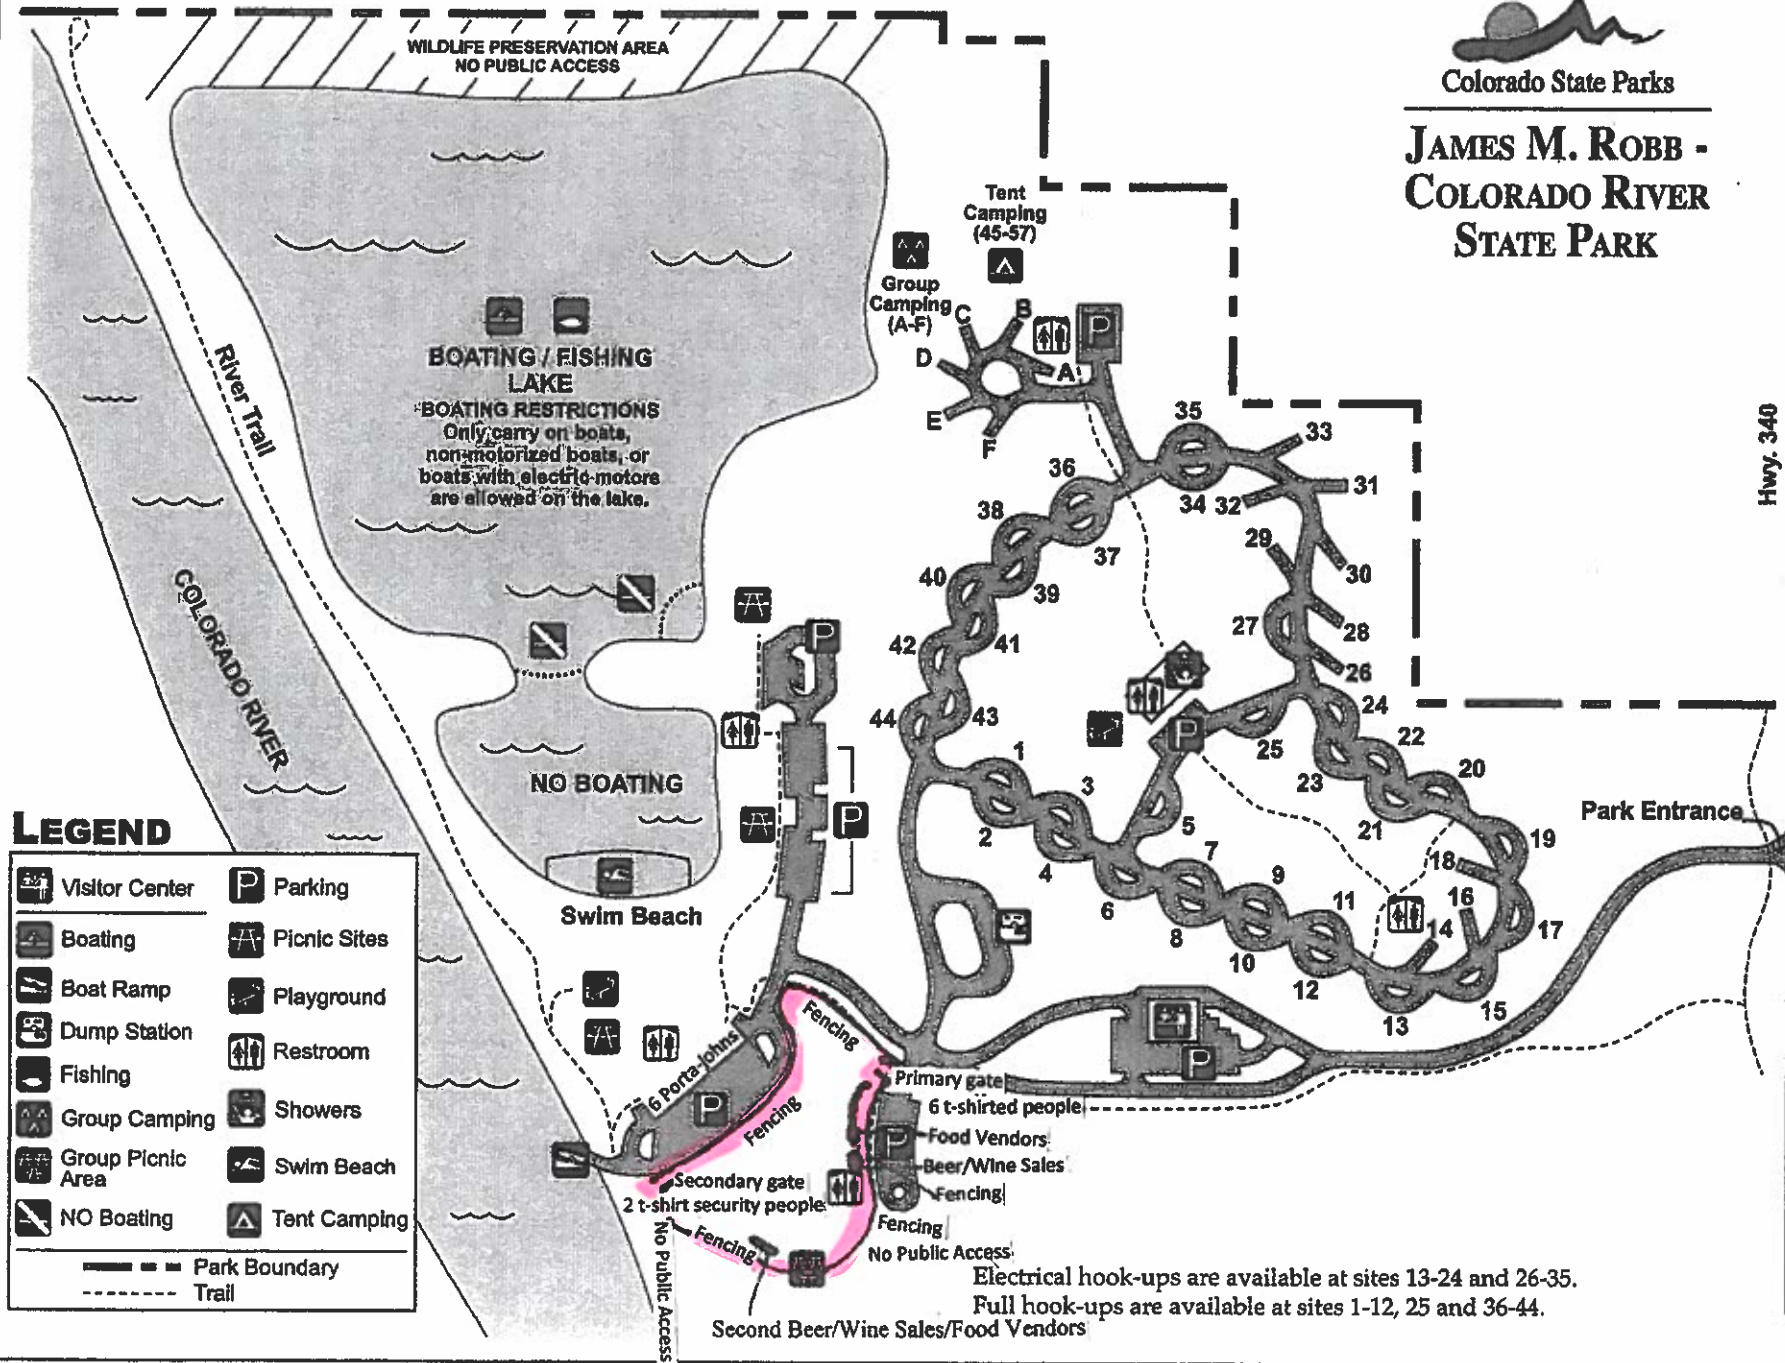 WILDLIFE PRESERVATION AREA
NO PUBLIC ACCESS
Colorado State Parks
JAMES M. ROBB -
COLORADO RIVER
STATE PARK
Tent
Camping
(45-57)
Group
Camping
(A-F)
C
B
D
A
E
F
P
BOATING / FISHING
LAKE
BOATING RESTRICTIONS
Only carry on boats,
non-motorized boats, or
boats with electric motors
are allowed on the lake.
River Trail
COLORADO RIVER
Hwy. 340
35
33
36
31
34
32
38
37
29
30
40
39
27
28
42
41
26
44
43
24
25
22
1
23
20
3
P
P
2
5
21
19
4
7
18
9
16
6
11
14
17
8
10
12
13
15
NO BOATING
P
Swim Beach
Park Entrance
LEGEND
Visitor Center
P Parking
Boating
Picnic Sites
Boat Ramp
Playground
Dump Station
Restroom
Fishing
Showers
Group Camping
Group Picnic
Area
Swim Beach
NO Boating
Tent Camping
Park Boundary
Trail
Fencing
6 Porta-Johns
P
Fencing
P
Primary gate
6 t-shirted people
Food Vendors
P
Beer/Wine Sales
Fencing
Secondary gate
2 t-shirt security people
Fencing
Fencing
No Public Access
No Public Access
Second Beer/Wine Sales/Food Vendors
Electrical hook-ups are available at sites 13-24 and 26-35.
Full hook-ups are available at sites 1-12, 25 and 36-44.